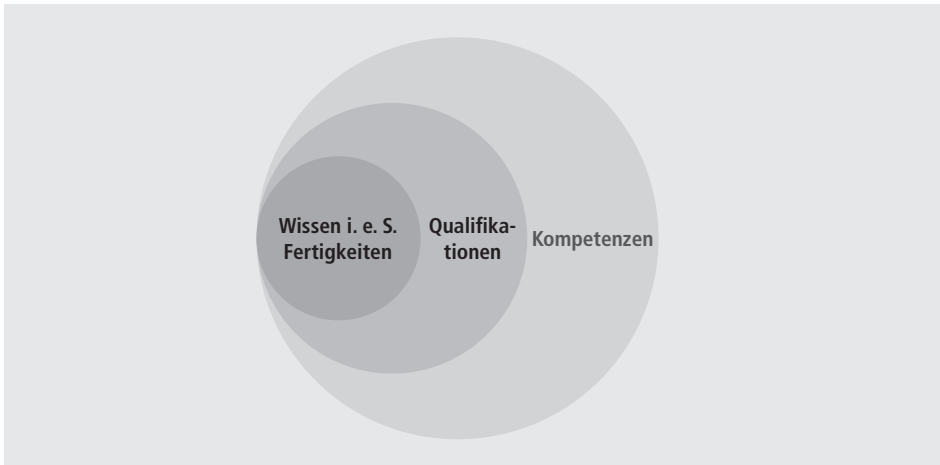 Wissen i. e. S.
Fertigkeiten
Qualifika-
tionen
Kompetenzen